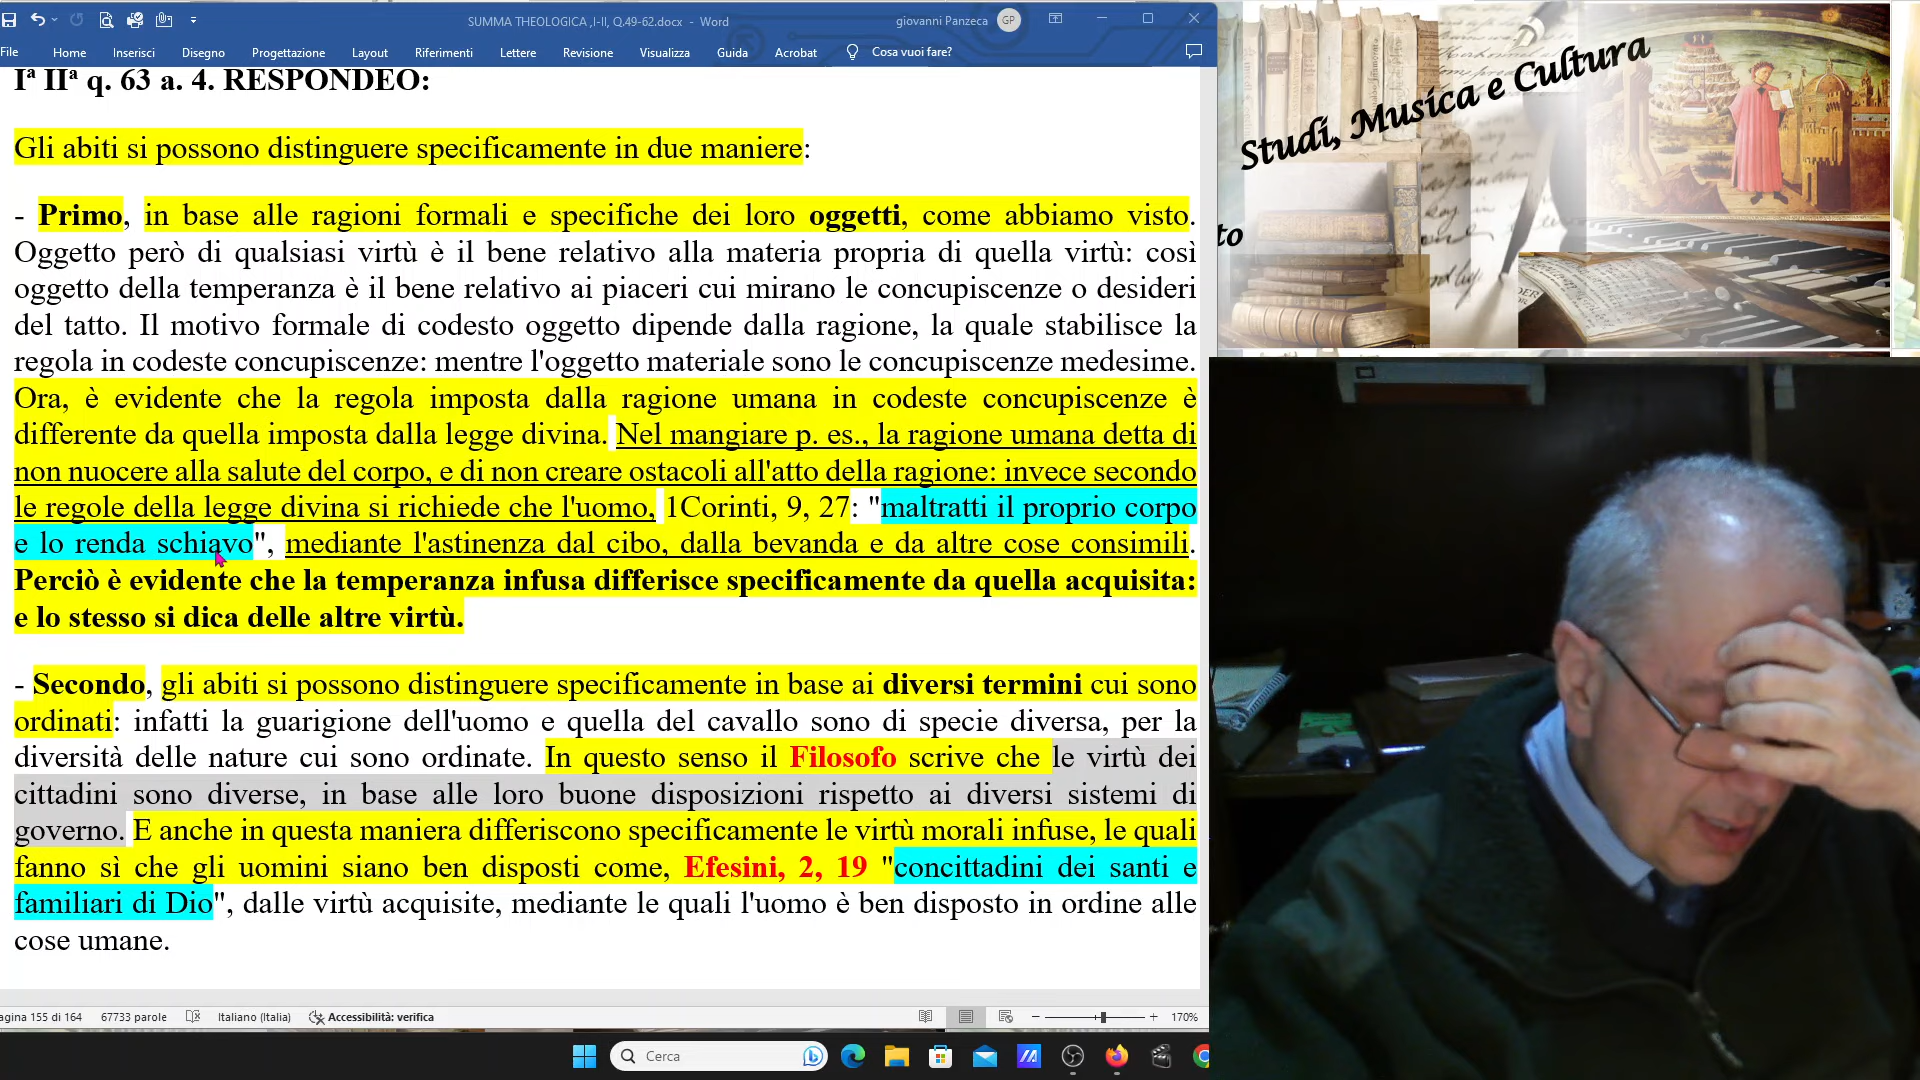 SUMMA THEOLOGICA ,I-II, Q.49-62.docx - Word
giovanni Panzeca
GP
File Home Inserisci Disegno Progettazione Layout Riferimenti Lettere Revisione Visualizza Guida Acrobat Cosa vuoi fare?
Iª IIª q. 63 a. 4. RESPONDEO:
Gli abiti si possono distinguere specificamente in due maniere:
- Primo, in base alle ragioni formali e specifiche dei loro oggetti, come abbiamo visto.
Oggetto però di qualsiasi virtù è il bene relativo alla materia propria di quella virtù: così
oggetto della temperanza è il bene relativo ai piaceri cui mirano le concupiscenze o desideri
del tatto. Il motivo formale di codesto oggetto dipende dalla ragione, la quale stabilisce la
regola in codeste concupiscenze: mentre l'oggetto materiale sono le concupiscenze medesime.
Ora, è evidente che la regola imposta dalla ragione umana in codeste concupiscenze è
differente da quella imposta dalla legge divina. Nel mangiare p. es., la ragione umana detta di
non nuocere alla salute del corpo, e di non creare ostacoli all'atto della ragione: invece secondo
le regole della legge divina si richiede che l'uomo, 1Corinti, 9, 27: "maltratti il proprio corpo
e lo renda schiavo", mediante l'astinenza dal cibo, dalla bevanda e da altre cose consimili.
Perciò è evidente che la temperanza infusa differisce specificamente da quella acquisita:
e lo stesso si dica delle altre virtù.
- Secondo, gli abiti si possono distinguere specificamente in base ai diversi termini cui sono
ordinati: infatti la guarigione dell'uomo e quella del cavallo sono di specie diversa, per la
diversità delle nature cui sono ordinate. In questo senso il Filosofo scrive che le virtù dei
cittadini sono diverse, in base alle loro buone disposizioni rispetto ai diversi sistemi di
governo. E anche in questa maniera differiscono specificamente le virtù morali infuse, le quali
fanno sì che gli uomini siano ben disposti come, Efesini, 2, 19 "concittadini dei santi e
familiari di Dio", dalle virtù acquisite, mediante le quali l'uomo è ben disposto in ordine alle
cose umane.
agina 155 di 164 67733 parole Italiano (Italia) Accessibilità: verifica
170%
Cerca
Studi, Musica e Cultura
to